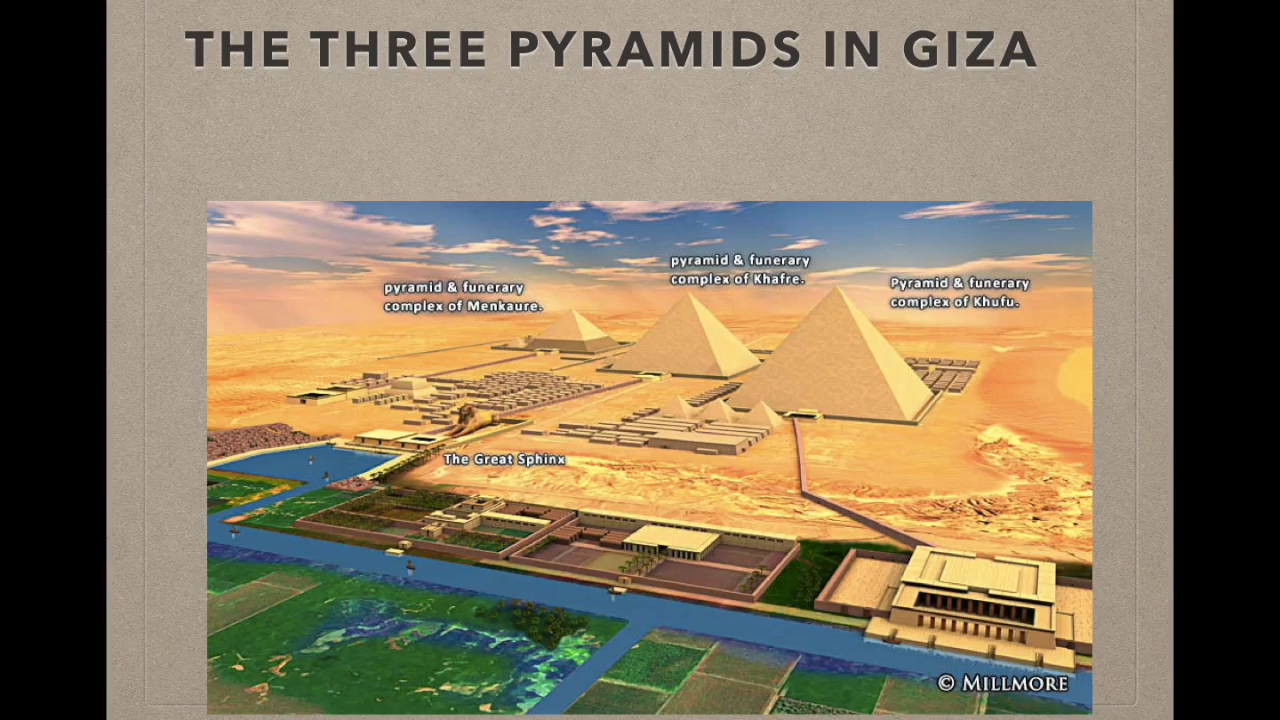 THE THREE PYRAMIDS IN GIZA
pyramid & funerary
complex of Menkaure.
pyramid & funerary
complex of Khafre.
Pyramid & funerary
complex of Khufu.
The Great Sphinx
© MILLMORE